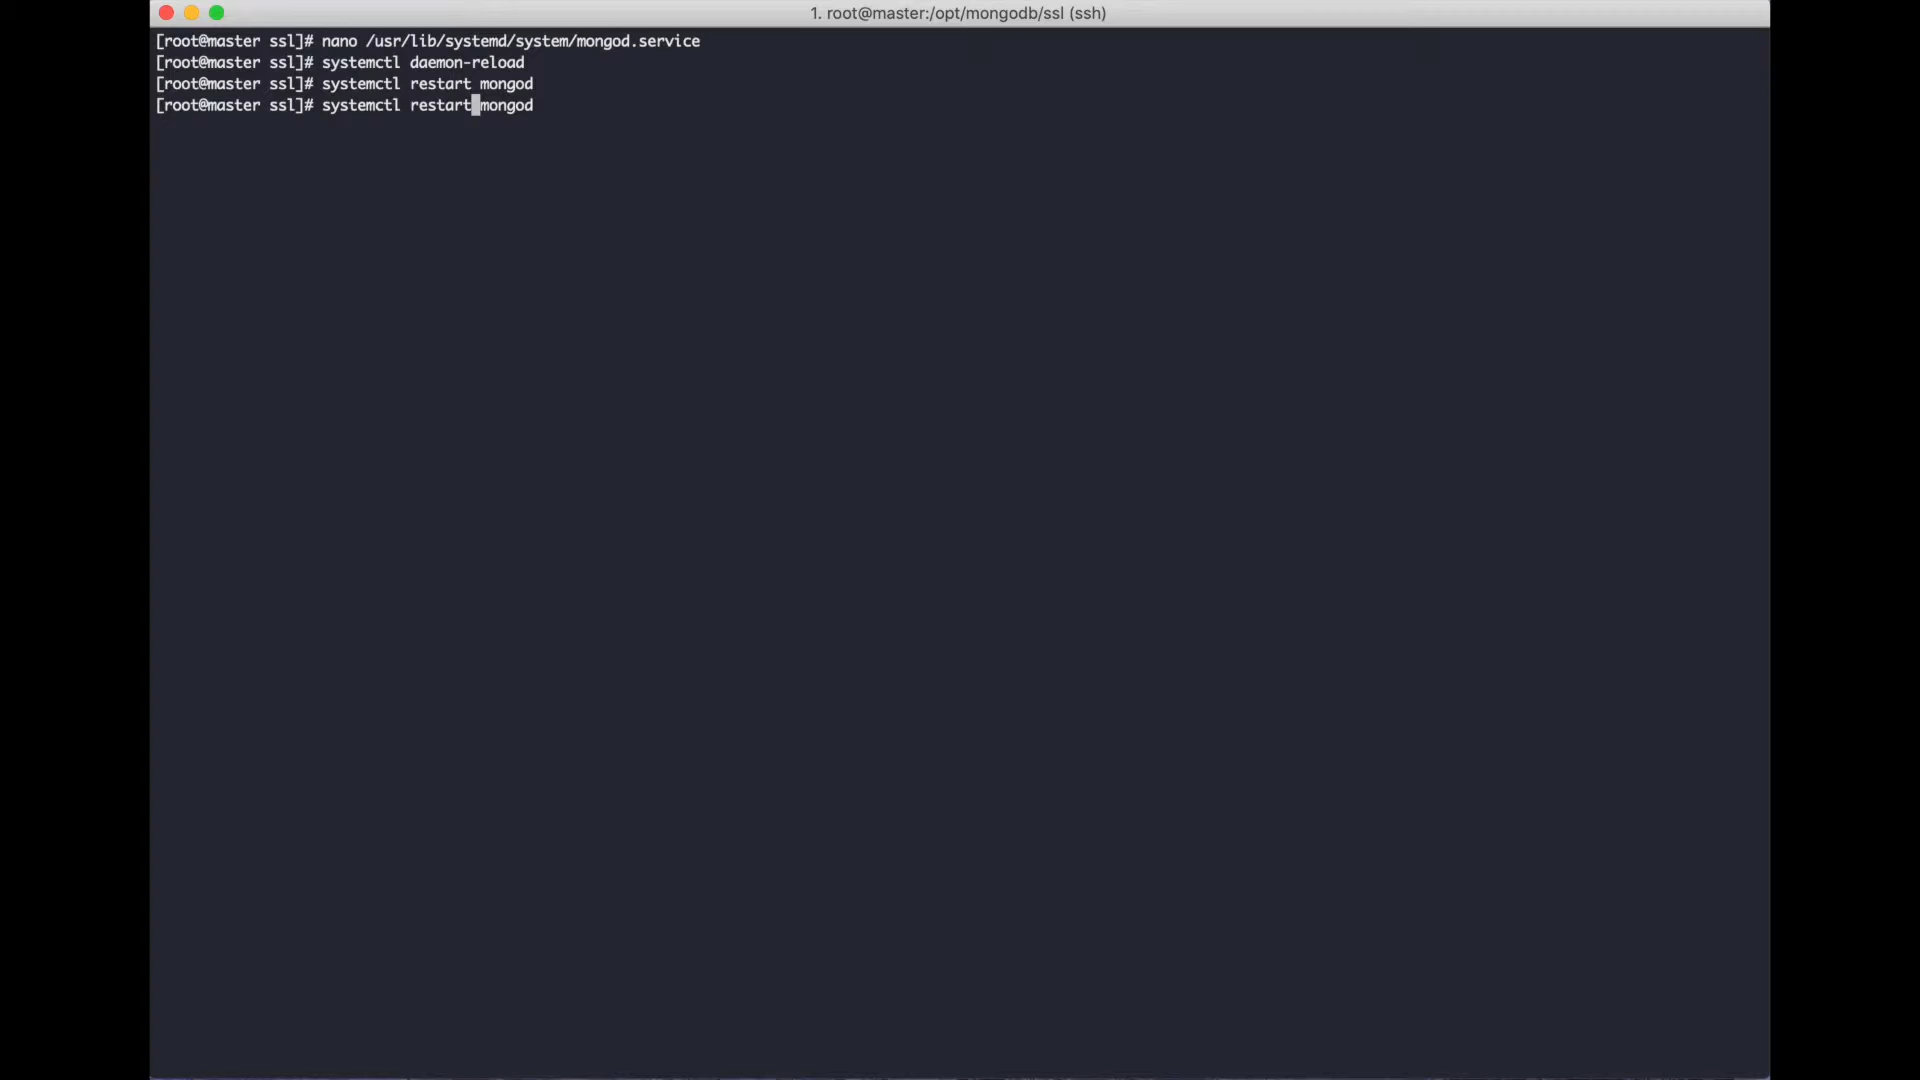 1. root@master:/opt/mongodb/ssl (ssh)
[root@master ssl]# nano /usr/lib/systemd/system/mongod.service
[root@master ssl]# systemctl daemon-reload
[root@master ssl]# systemctl restart mongod
[root@master ssl]# systemctl restart mongod